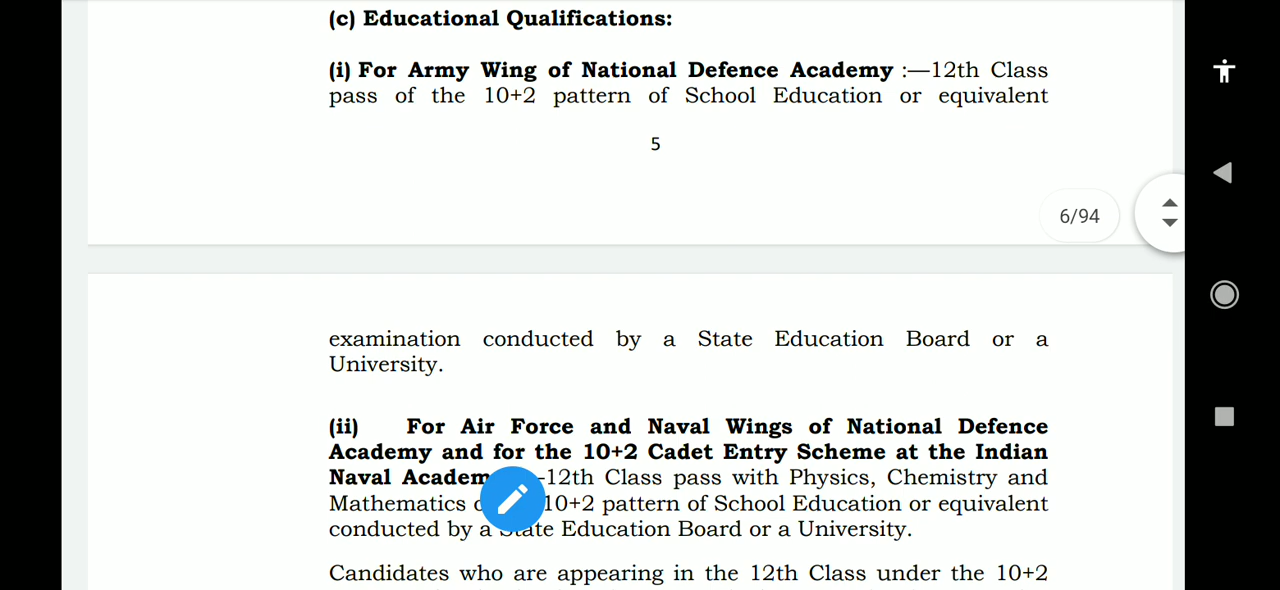 (c) Educational Qualifications:
(i) For Army Wing of National Defence Academy :—12th Class
pass of the 10+2 pattern of School Education or equivalent
5
6/94
examination conducted by a State Education Board or a
University.
(ii) For Air Force and Naval Wings of National Defence
Academy and for the 10+2 Cadet Entry Scheme at the Indian
Naval Academ —12th Class pass with Physics, Chemistry and
Mathematics 10+2 pattern of School Education or equivalent
conducted by a State Education Board or a University.
Candidates who are appearing in the 12th Class under the 10+2